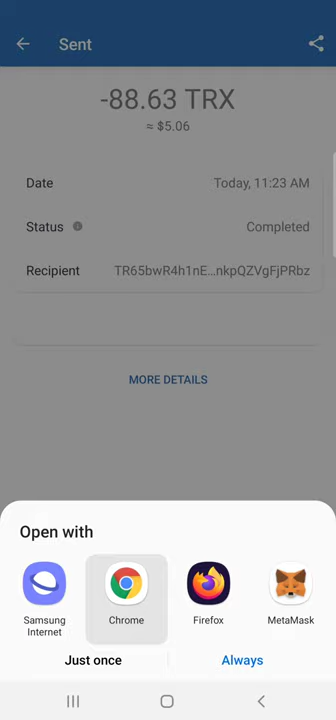 Sent
-88.63 TRX
≈ $5.06
Date Today, 11:23 AM
Status Completed
Recipient TR65bwR4h1nE...nkpQZVgFjPRbz
MORE DETAILS
Open with
Samsung Internet
Chrome
Firefox
MetaMask
Just once
Always